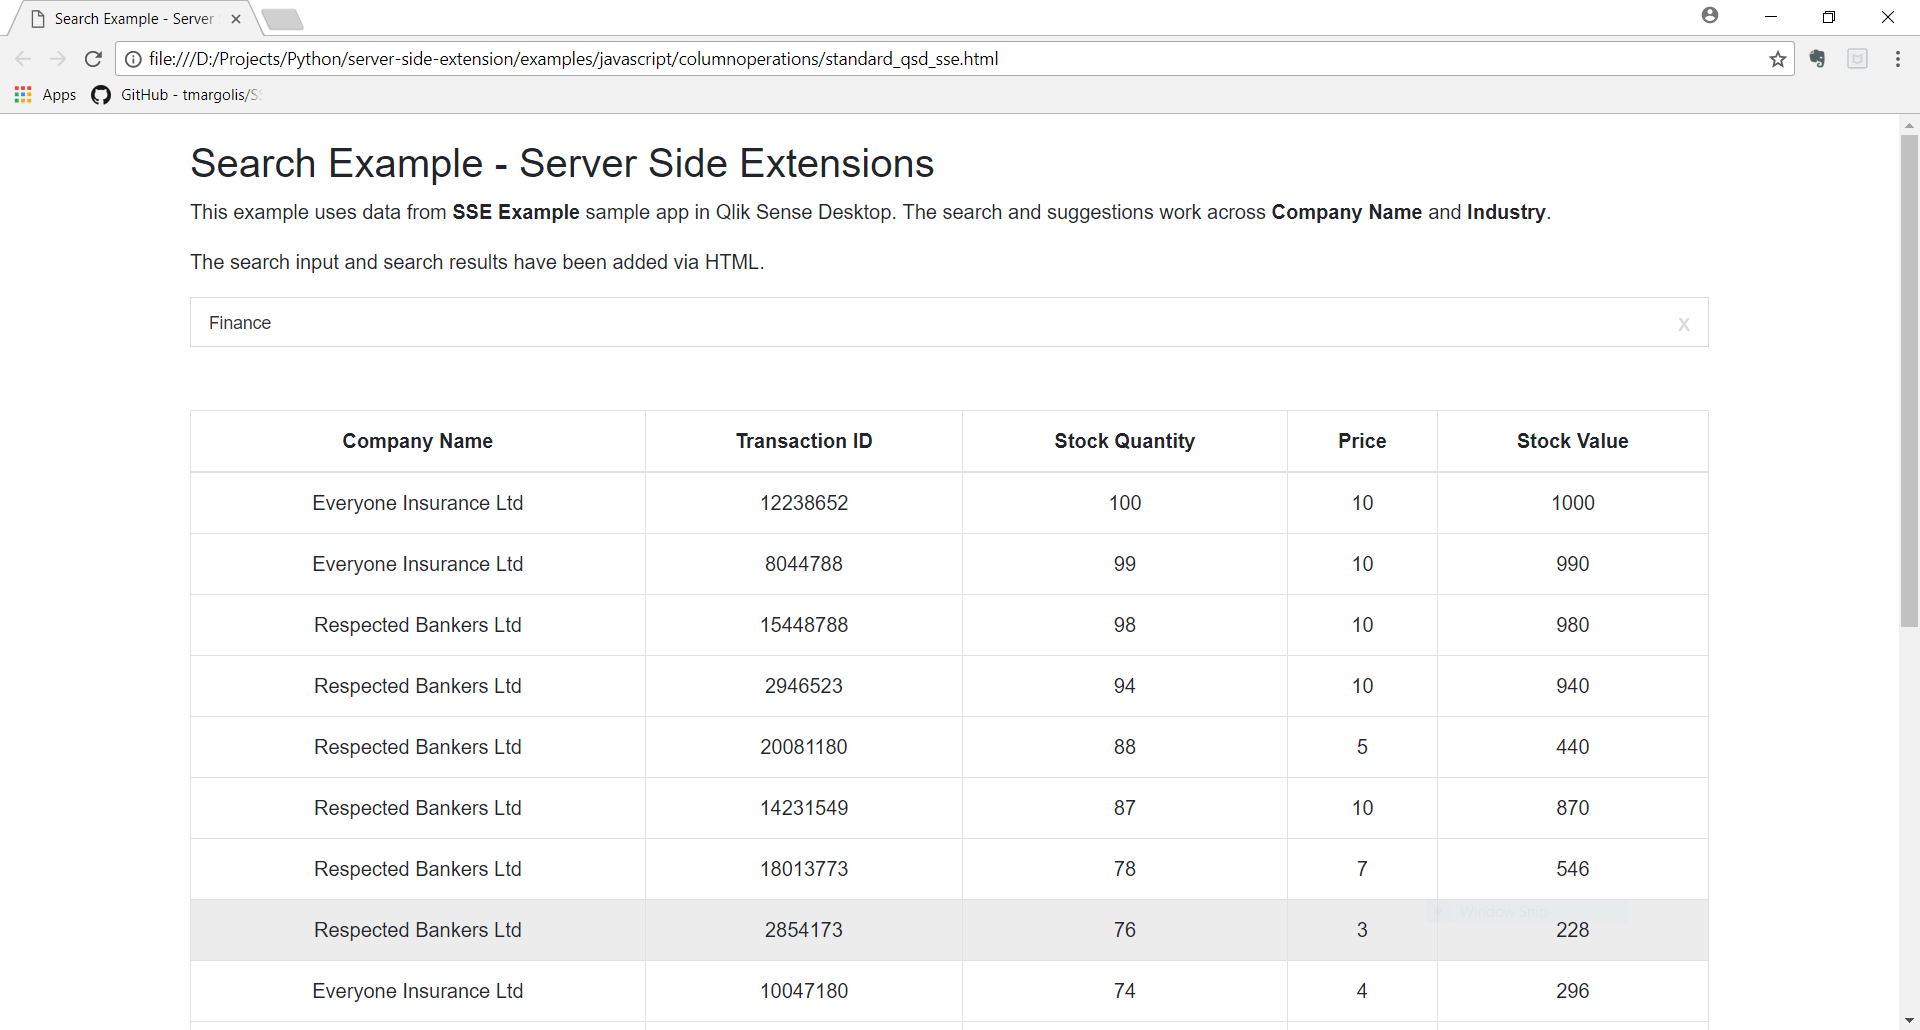 Search Example - Server
file:///D:/Projects/Python/server-side-extension/examples/javascript/columnoperations/standard_qsd_sse.html
Apps GitHub - tmargolis/S
Search Example - Server Side Extensions
This example uses data from SSE Example sample app in Qlik Sense Desktop. The search and suggestions work across Company Name and Industry.
The search input and search results have been added via HTML.
Finance x
Company Name Transaction ID Stock Quantity Price Stock Value
Everyone Insurance Ltd 12238652 100 10 1000
Everyone Insurance Ltd 8044788 99 10 990
Respected Bankers Ltd 15448788 98 10 980
Respected Bankers Ltd 2946523 94 10 940
Respected Bankers Ltd 20081180 88 5 440
Respected Bankers Ltd 14231549 87 10 870
Respected Bankers Ltd 18013773 78 7 546
Window Snip
Respected Bankers Ltd 2854173 76 3 228
Everyone Insurance Ltd 10047180 74 4 296